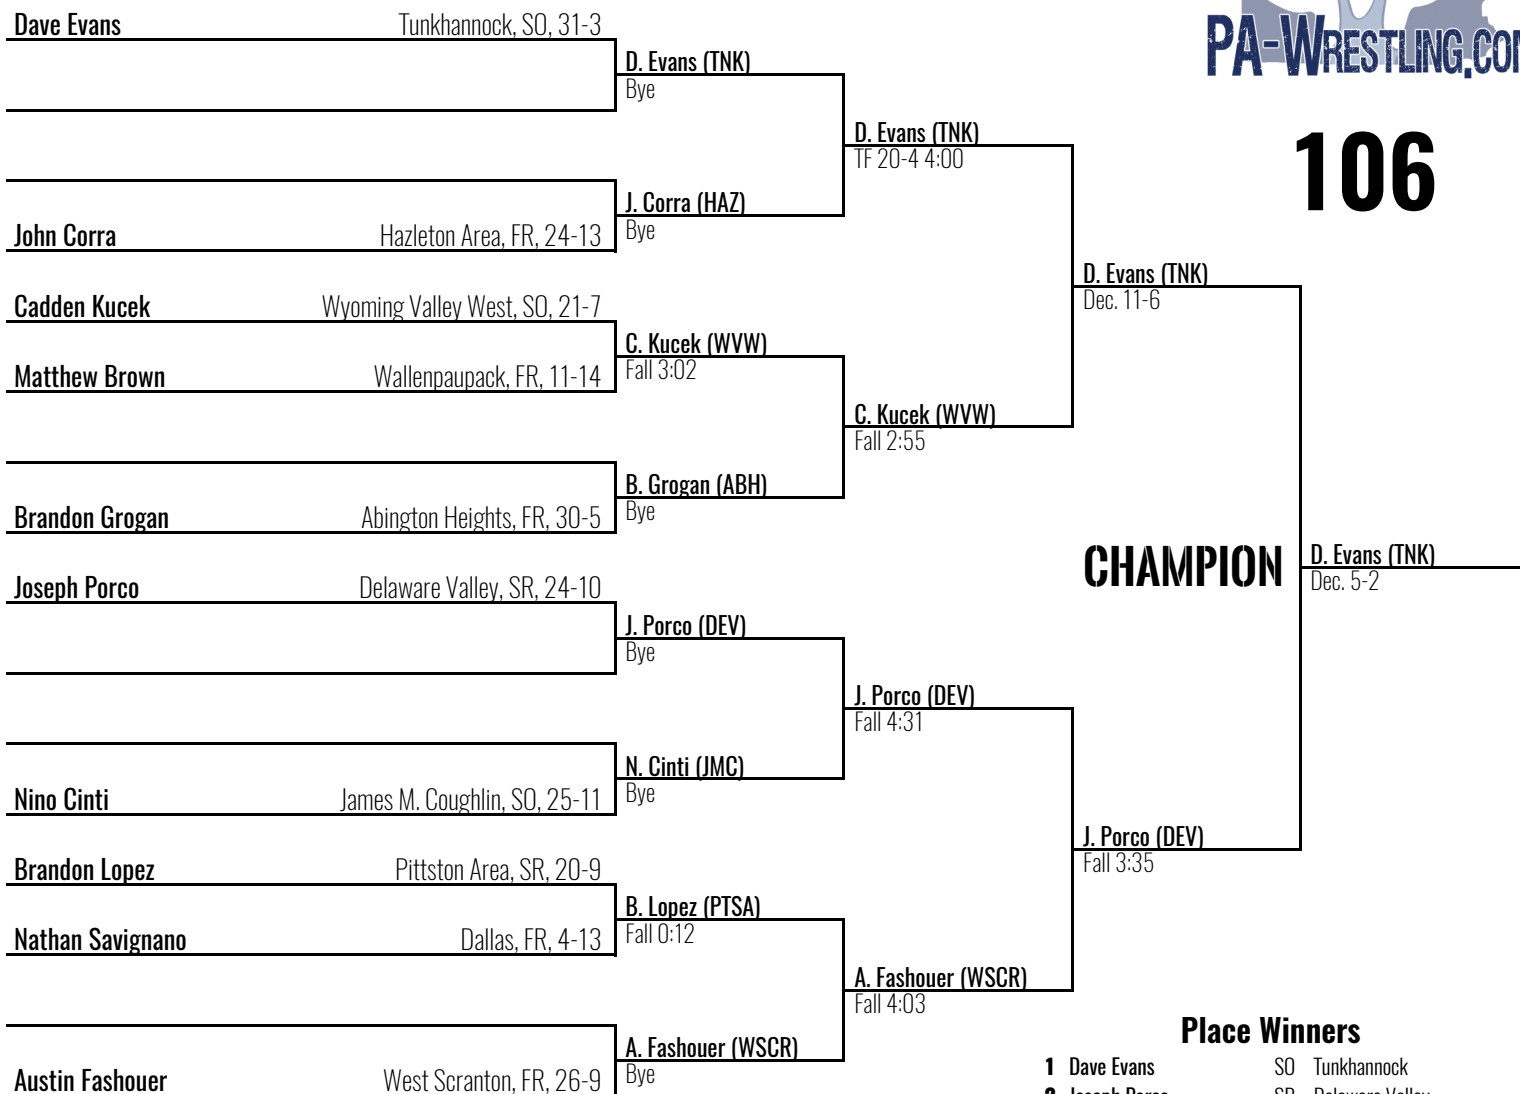 Dave Evans Tunkhannock, SO, 31-3
D. Evans (TNK)
Bye
PA-WRESTLING.COM
D. Evans (TNK)
TF 20-4 4:00
106
J. Corra (HAZ)
Bye
John Corra Hazleton Area, FR, 24-13
D. Evans (TNK)
Dec. 11-6
Cadden Kucek Wyoming Valley West, SO, 21-7
C. Kucek (WVW)
Fall 3:02
Matthew Brown Wallenpaupack, FR, 11-14
C. Kucek (WVW)
Fall 2:55
B. Grogan (ABH)
Bye
Brandon Grogan Abington Heights, FR, 30-5
CHAMPION
D. Evans (TNK)
Dec. 5-2
Joseph Porco Delaware Valley, SR, 24-10
J. Porco (DEV)
Bye
J. Porco (DEV)
Fall 4:31
N. Cinti (JMC)
Bye
Nino Cinti James M. Coughlin, SO, 25-11
J. Porco (DEV)
Fall 3:35
Brandon Lopez Pittston Area, SR, 20-9
B. Lopez (PTSA)
Fall 0:12
Nathan Savignano Dallas, FR, 4-13
A. Fashouer (WSCR)
Fall 4:03
A. Fashouer (WSCR)
Bye
Austin Fashouer West Scranton, FR, 26-9
Place Winners
1 Dave Evans SO Tunkhannock
2 Joseph Porco SR Delaware Valley